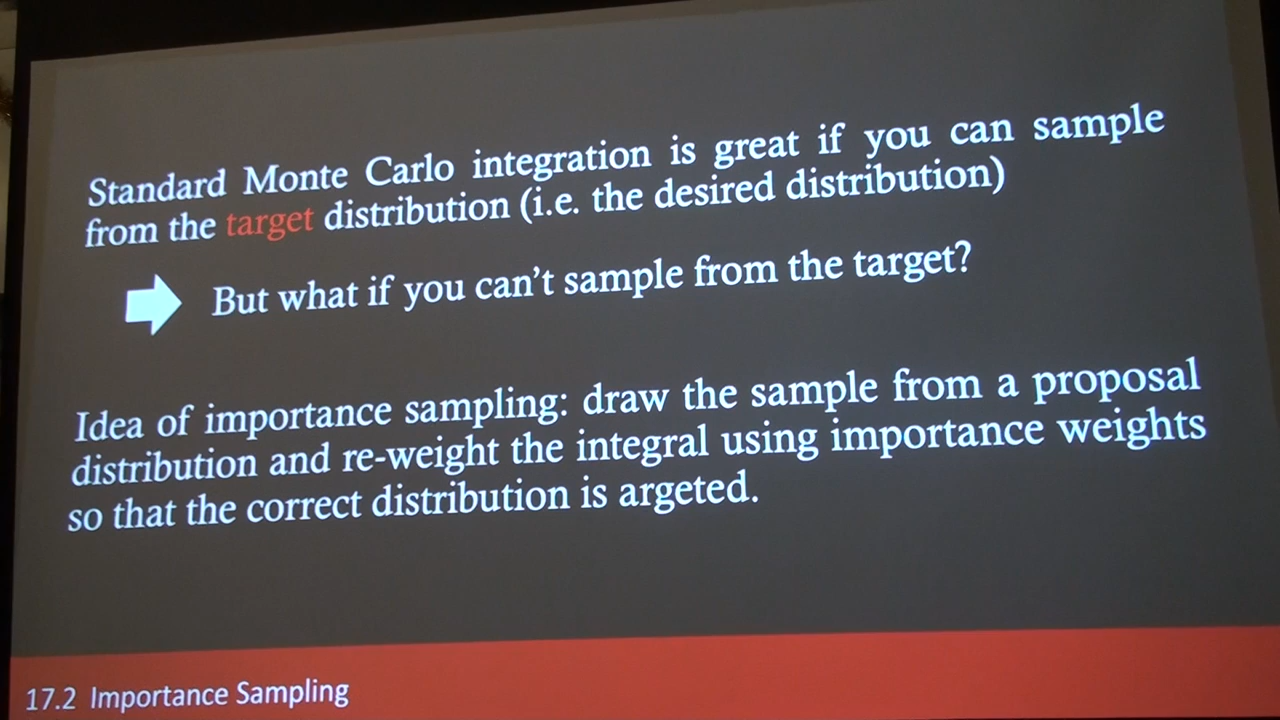 Standard Monte Carlo integration is great if you can sample
from the target distribution (i.e. the desired distribution)
But what if you can't sample from the target?
Idea of importance sampling: draw the sample from a proposal
distribution and re-weight the integral using importance weights
so that the correct distribution is argeted.
17.2 Importance Sampling